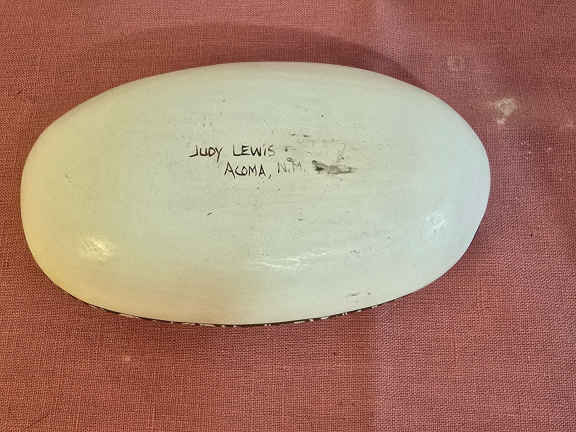 JUDY LEWIS
ACOMA, N.M.